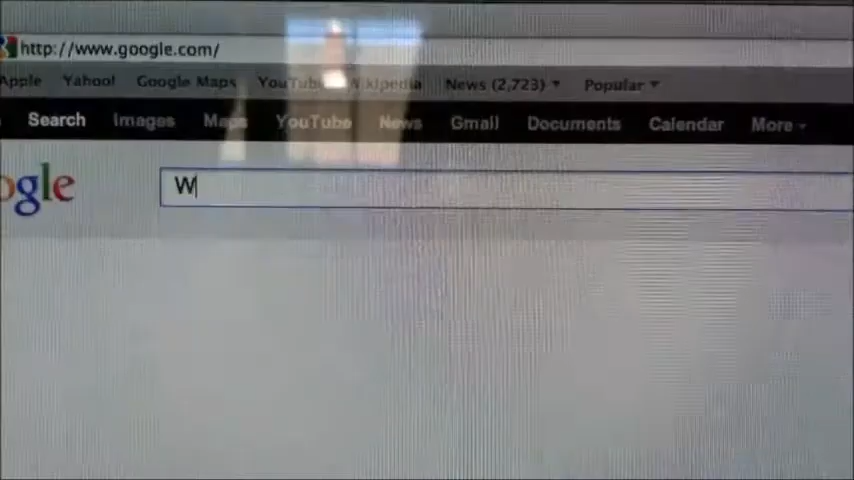 http://www.google.com/
Apple Yahoo! Google Maps YouTube Wikipedia News (2,723) Popular
Search Images Maps YouTube News Gmail Documents Calendar More
ogle W